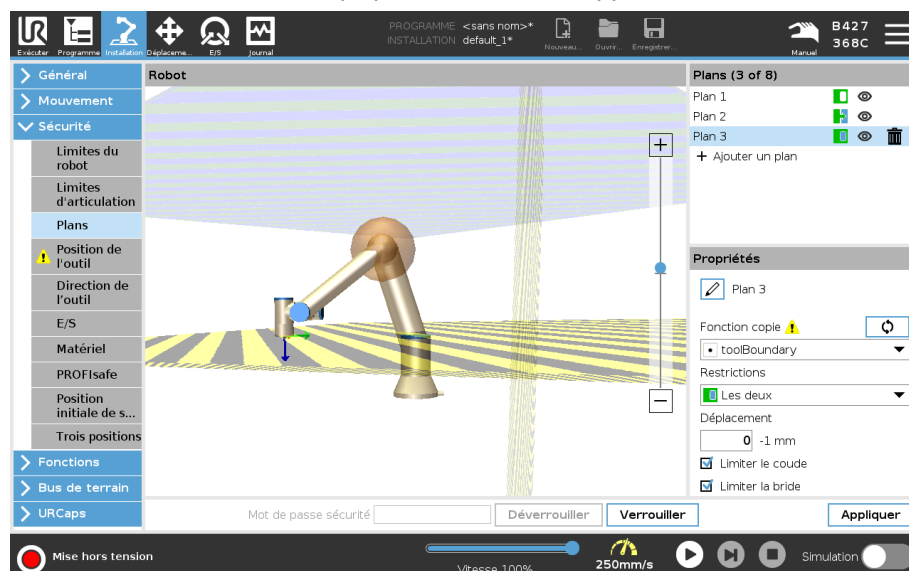 PROGRAMME <sans nom>*
INSTALLATION default_1*
UR
Exécuter Programme Installation Déplaceme... E/S Journal
Nouveau... Ouvrir... Enregistrer...
Manuel
B427
368C
Général
Mouvement
Sécurité
Limites du
robot
Limites
d'articulation
Plans
Position de
l'outil
Direction de
l'outil
E/S
Matériel
PROFIsafe
Position
initiale de s...
Trois positions
Fonctions
Bus de terrain
URCaps
Robot
Plans (3 of 8)
Plan 1
Plan 2
Plan 3
+ Ajouter un plan
Propriétés
Plan 3
Fonction copie
toolBoundary
Restrictions
Les deux
Déplacement
0 -1 mm
Limiter le coude
Limiter la bride
Mot de passe sécurité
Déverrouiller
Verrouiller
Appliquer
Mise hors tension
Vitesse 100%
250mm/s
Simulation